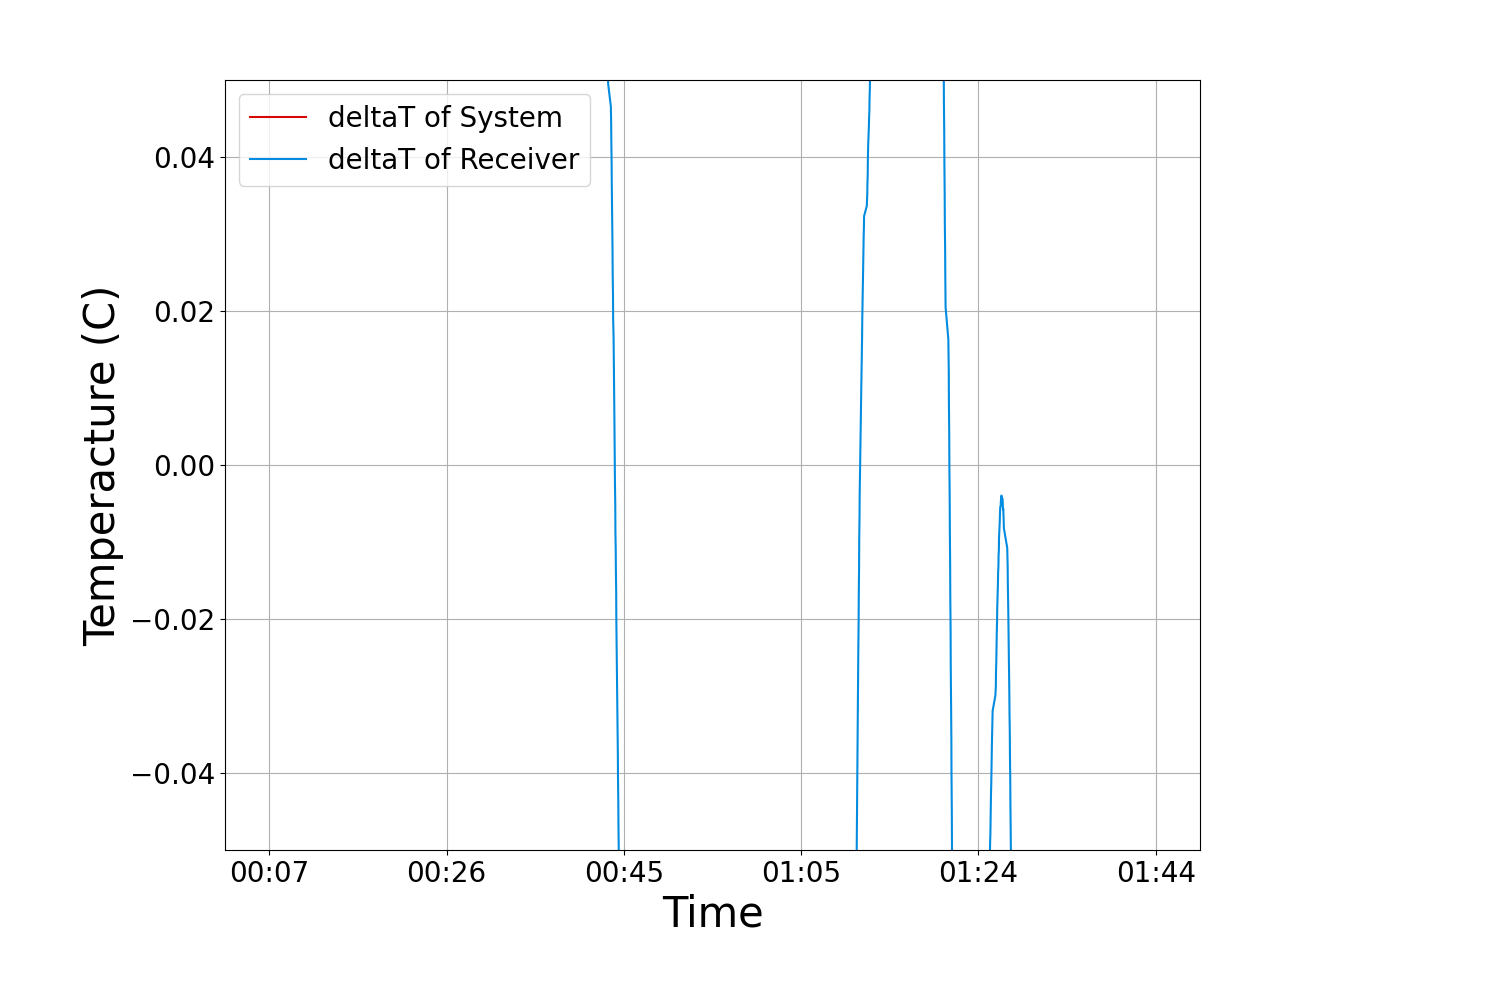 deltaT of System
deltaT of Receiver
0.04
0.02
0.00
−0.02
−0.04
Temperacture (C)
00:07 00:26 00:45 01:05 01:24 01:44
Time